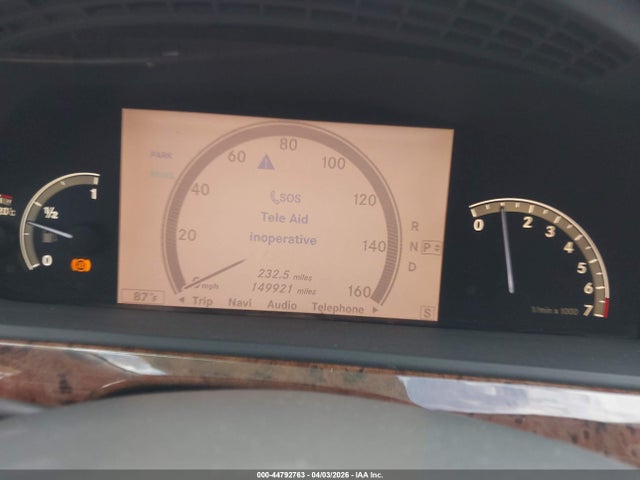 PARK
80
60
100
40
120
20
140
0 mph
160
SOS
Tele Aid
inoperative
232.5 miles
149921 miles
Trip Navi Audio Telephone
87°F
R
N
P
D
S
1
1/2
0
0
1
2
3
4
5
6
7
1/min x 1000
000-44792763 - 04/03/2026 - IAA Inc.